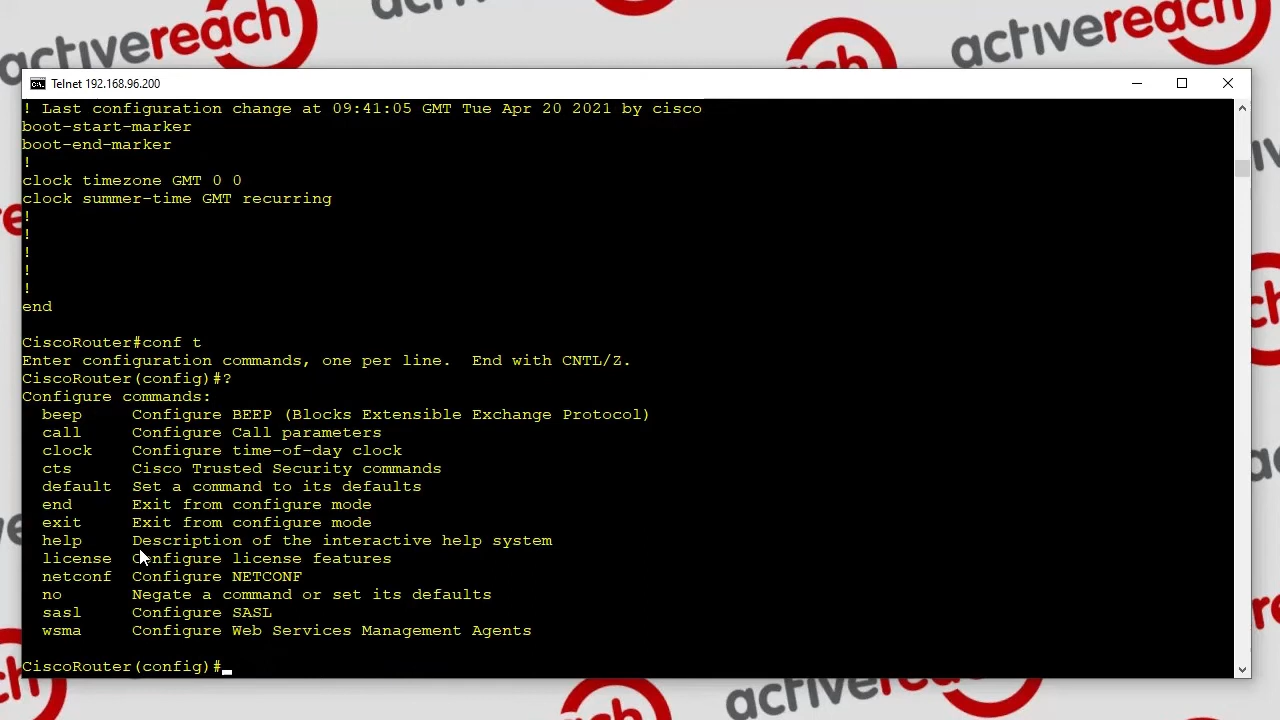 activereach
activereach
Telnet 192.168.96.200
! Last configuration change at 09:41:05 GMT Tue Apr 20 2021 by cisco
boot-start-marker
boot-end-marker
!
clock timezone GMT 0 0
clock summer-time GMT recurring
!
!
!
!
!
end
CiscoRouter#conf t
Enter configuration commands, one per line.  End with CNTL/Z.
CiscoRouter(config)#?
Configure commands:
beep Configure BEEP (Blocks Extensible Exchange Protocol)
call Configure Call parameters
clock Configure time-of-day clock
cts Cisco Trusted Security commands
default Set a command to its defaults
end Exit from configure mode
exit Exit from configure mode
help Description of the interactive help system
license Configure license features
netconf Configure NETCONF
no Negate a command or set its defaults
sasl Configure SASL
wsma Configure Web Services Management Agents
CiscoRouter(config)#
activereach